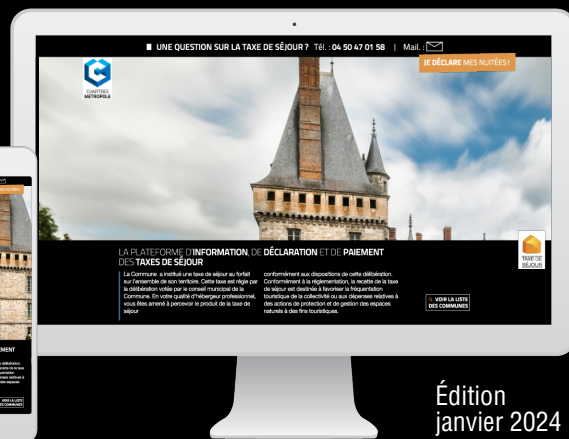 UNE QUESTION SUR LA TAXE DE SÉJOUR ? Tél. : 04 50 47 01 58 | Mail. :
JE DÉCLARE MES NUITÉES !
CHARTRES
MÉTROPOLE
LA PLATEFORME D'INFORMATION, DE DÉCLARATION ET DE PAIEMENT
DES TAXES DE SÉJOUR
La Commune a institué une taxe de séjour au forfait
sur l'ensemble de son territoire. Cette taxe est régie par
la délibération votée par le conseil municipal de la
Commune. En votre qualité d'hébergeur professionnel,
vous êtes amené à percevoir le produit de la taxe de
séjour
conformément aux dispositions de cette délibération.
Conformément à la réglementation, la recette de la taxe
de séjour est destinée à favoriser la fréquentation
touristique de la collectivité ou aux dépenses relatives à
des actions de protection et de gestion des espaces
naturels à des fins touristiques.
TAXE DE
SÉJOUR
VOIR LA LISTE
DES COMMUNES
VOIR LA LISTE
DES COMMUNES
Édition
janvier 2024